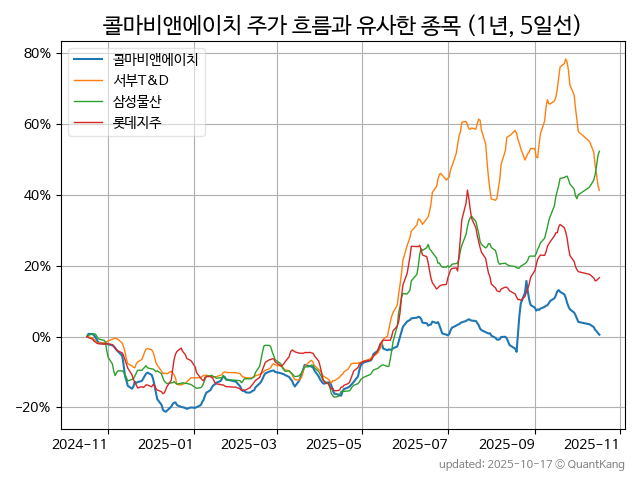 콜마비앤에이치 주가 흐름과 유사한 종목 (1년, 5일선)
콜마비앤에이치
서부T&D
삼성물산
롯데지주
80%
60%
40%
20%
0%
−20%
2024-11 2025-01 2025-03 2025-05 2025-07 2025-09 2025-11
updated: 2025-10-17 © QuantKang